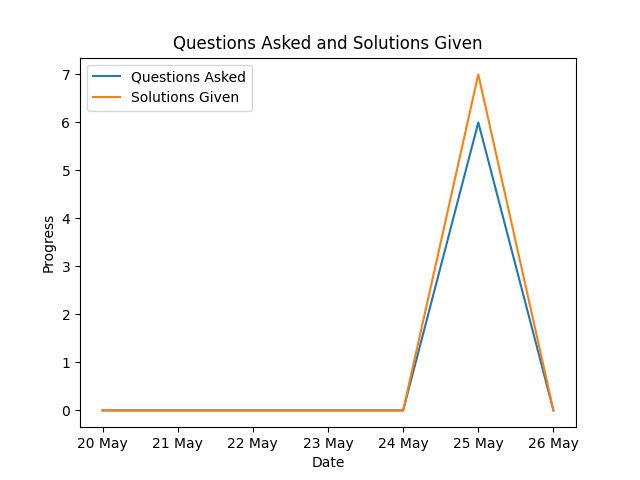 Questions Asked and Solutions Given
Questions Asked
Solutions Given
7
6
5
4
3
2
1
0
Progress
20 May 21 May 22 May 23 May 24 May 25 May 26 May
Date